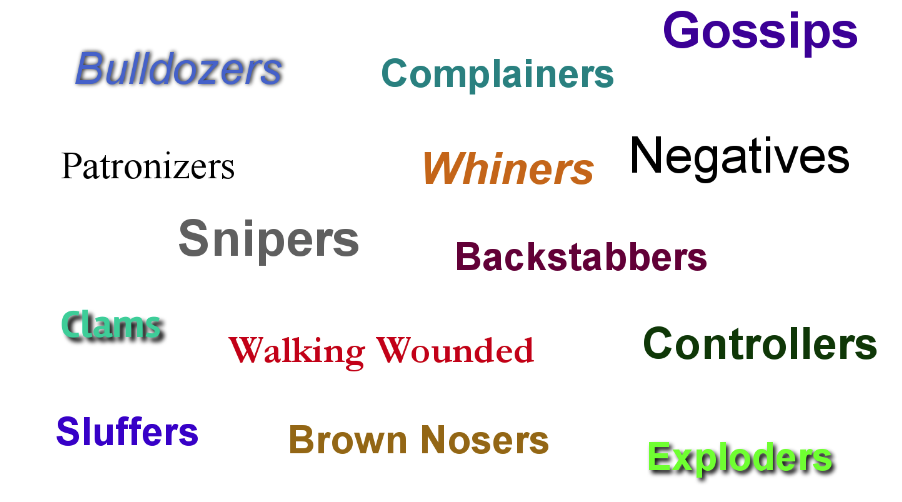 Gossips
Bulldozers
Complainers
Patronizers
Whiners
Negatives
Snipers
Backstabbers
Clams
Walking Wounded
Controllers
Sluffers
Brown Nosers
Exploders